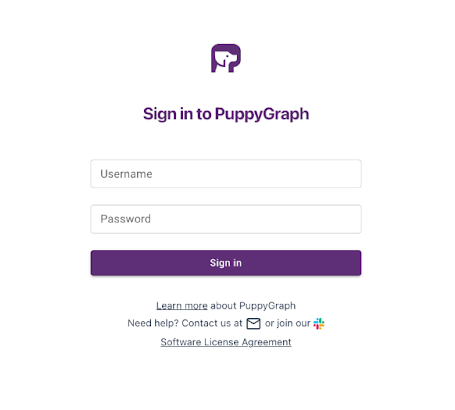 Sign in to PuppyGraph
Username
Password
Sign in
Learn more about PuppyGraph
Need help? Contact us at or join our
Software License Agreement